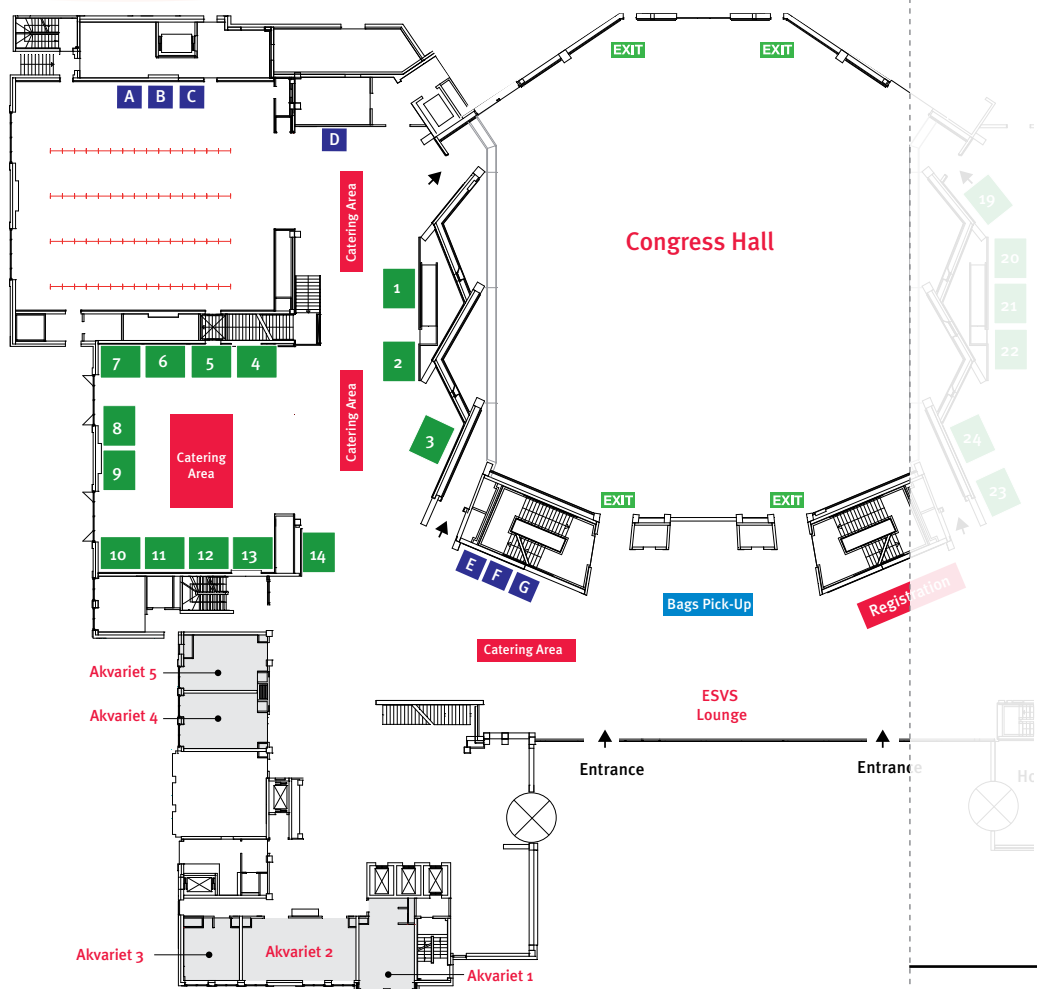 EXIT
EXIT
A
B
C
D
Catering Area
19
Congress Hall
20
1
21
22
2
7
6
5
4
Catering Area
8
3
24
Catering
Area
9
23
EXIT
EXIT
10
11
12
13
14
E
F
G
Bags Pick-Up
Registration
Catering Area
Akvariet 5
ESVS
Lounge
Akvariet 4
Entrance
Entrance
Ho
Akvariet 3
Akvariet 2
Akvariet 1